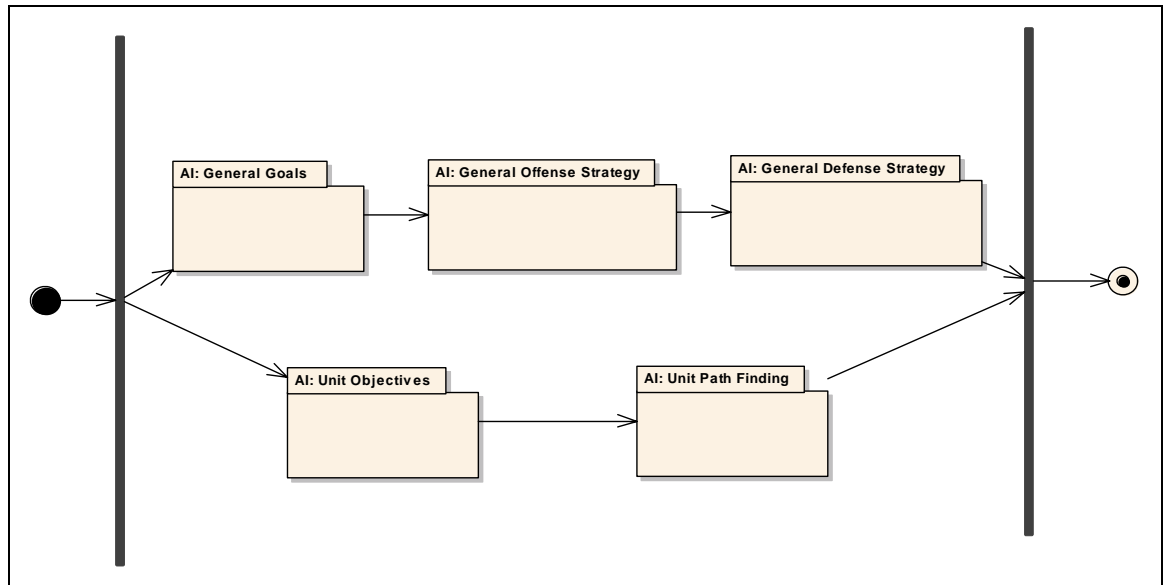 AI: General Goals
AI: General Offense Strategy
AI: General Defense Strategy
AI: Unit Objectives
AI: Unit Path Finding